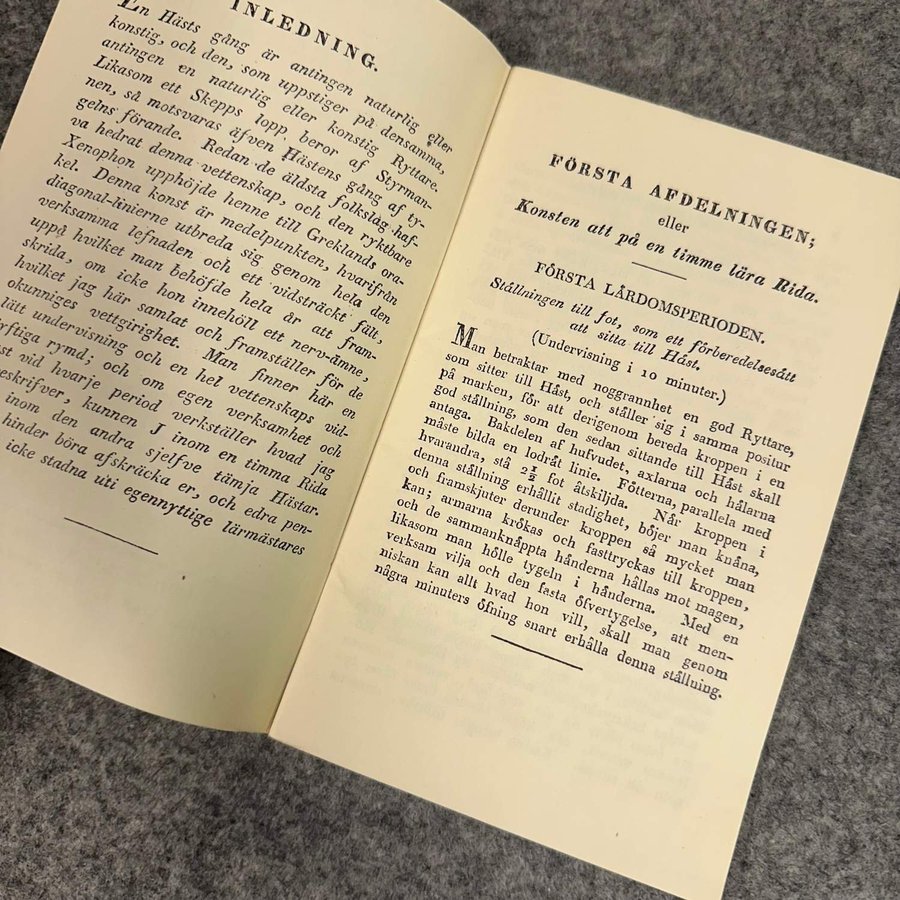 INLEDNING.
En Hästs gång är antingen naturlig eller
konstig, och den, som uppstiger på densamma,
antingen en naturlig eller konstig Ryttare.
Likasom ett Skepps lopp beror af Styrman-
nen, så motsvaras äfven Hästens gång af ty-
gelns förande. Redan de äldsta folkslag haf-
va hedrat denna vettenskap, och den ryktbare
Xenophon upphöjde henne till Greklands ora-
kel. Denna konst är medelpunkten, hvarifrån
diagonal-linierne utbreda sig genom hela den
verksamma lefnaden och ett vidsträckt fält,
uppå hvilket man behöfde hela år att fram-
skrida, om icke hon innehöll ett nerv-ämne,
hvilket jag här samlat och framställer för de
okunniges vettgirighet. Man finner här en
lätt undervisning och en hel vettenskaps vid-
yftiga rymd; och om egen verksamhet och
st vid hvarje period verkställer hvad jag
eskrifver, kunnen J inom en timma Rida
inom den andra sjelfve tämja Hästar.
hinder böra afskräcka er, och edra pen-
icke stadna uti egennyttige lärmästares
FÖRSTA AFDELNINGEN;
eller
Konsten att på en timme lära Rida.
FÖRSTA LÄRDOMSPERIODEN.
Ställningen till fot, som ett förberedelsesätt
att sitta till Häst.
(Undervisning i 10 minuter.)
Man betraktar med noggrannhet en god Ryttare,
som sitter till Häst, och ställer sig i samma positur
på marken, för att derigenom bereda kroppen i en
god ställning, som den sedan sittande till Häst skall
antaga. Bakdelen af hufvudet, axlarna och hälarna
måste bilda en lodrät linie. Fötterna, parallela med
hvarandra, stå 2½ fot åtskiljda. När kroppen i
denna ställning erhållit stadighet, böjer man knäna,
och framskjuter derunder kroppen så mycket man
kan; armarna krökas och fasttryckas till kroppen,
och de sammanknäppta händerna hållas mot magen,
likasom man hölle tygeln i händerna. Med en
verksam vilja och den fasta öfvertygelse, att men-
niskan kan allt hvad hon vill, skall man genom
några minuters öfning snart erhålla denna ställning.